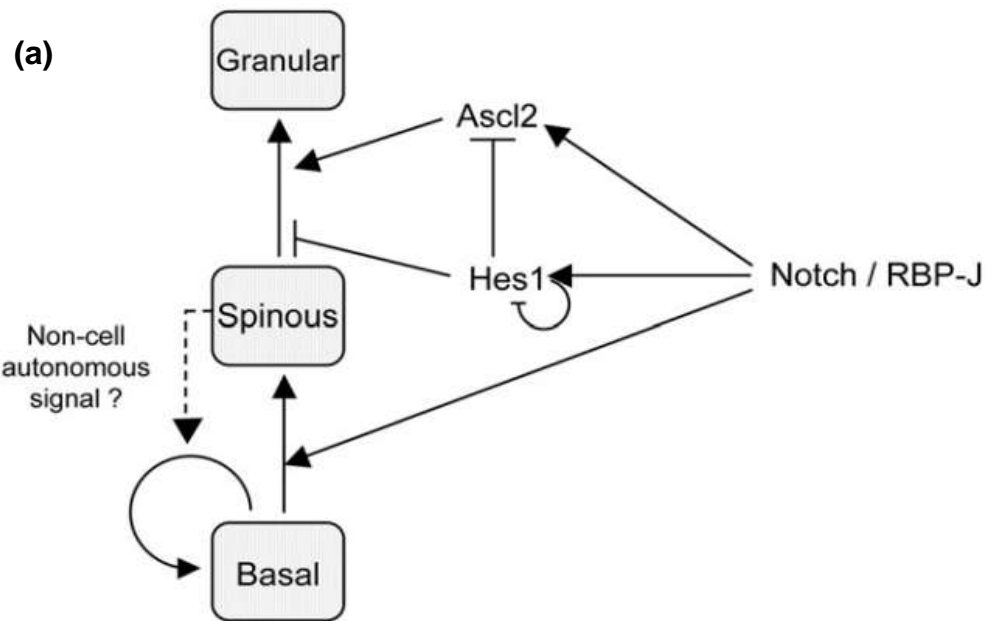 (a)
Granular
Ascl2
Hes1
Notch / RBP-J
Spinous
Non-cell
autonomous
signal ?
Basal